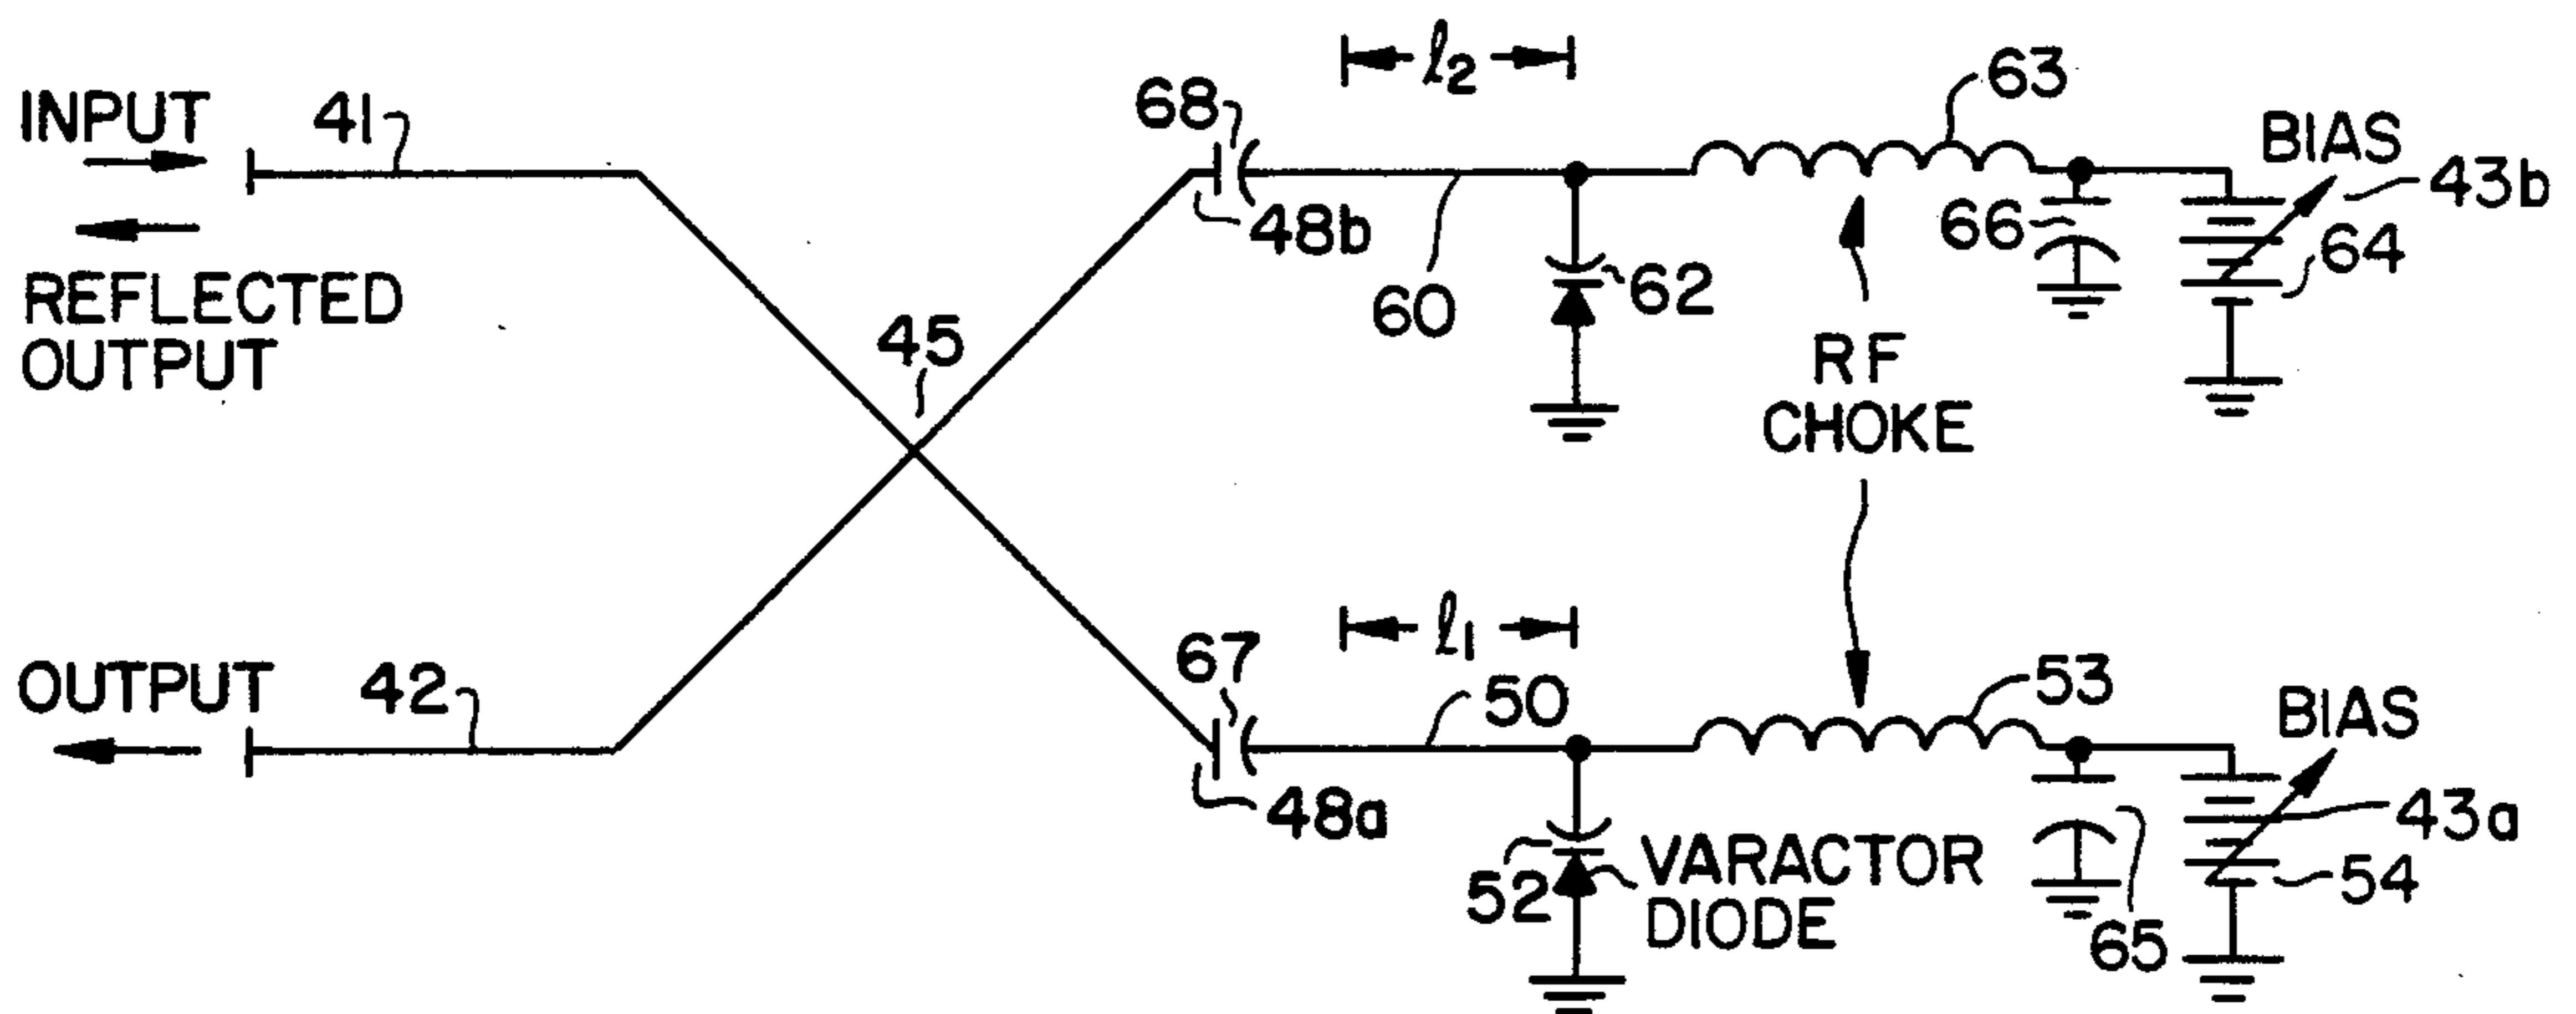 INPUT
41
REFLECTED
OUTPUT
OUTPUT
42
45
68
48b
l2
60
62
63
RF
CHOKE
66
BIAS
43b
64
67
48a
l1
50
52
VARACTOR
DIODE
53
65
BIAS
43a
54